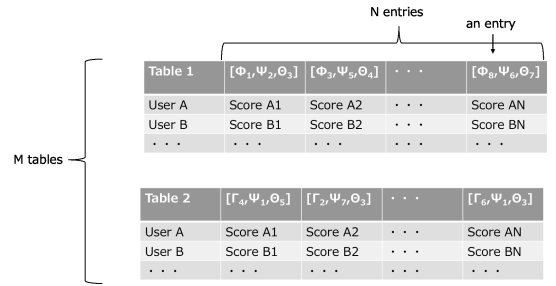 N entries
an entry
M tables
Table 1 [Φ₁,Ψ₂,Θ₃] [Φ₃,Ψ₅,Θ₄] ・・・ [Φ₈,Ψ₆,Θ₇]
User A Score A1 Score A2 ・・・ Score AN
User B Score B1 Score B2 ・・・ Score BN
・・・ ・・・ ・・・ ・・・ ・・・
Table 2 [Γ₄,Ψ₁,Θ₅] [Γ₂,Ψ₇,Θ₃] ・・・ [Γ₆,Ψ₁,Θ₃]
User A Score A1 Score A2 ・・・ Score AN
User B Score B1 Score B2 ・・・ Score BN
・・・ ・・・ ・・・ ・・・ ・・・